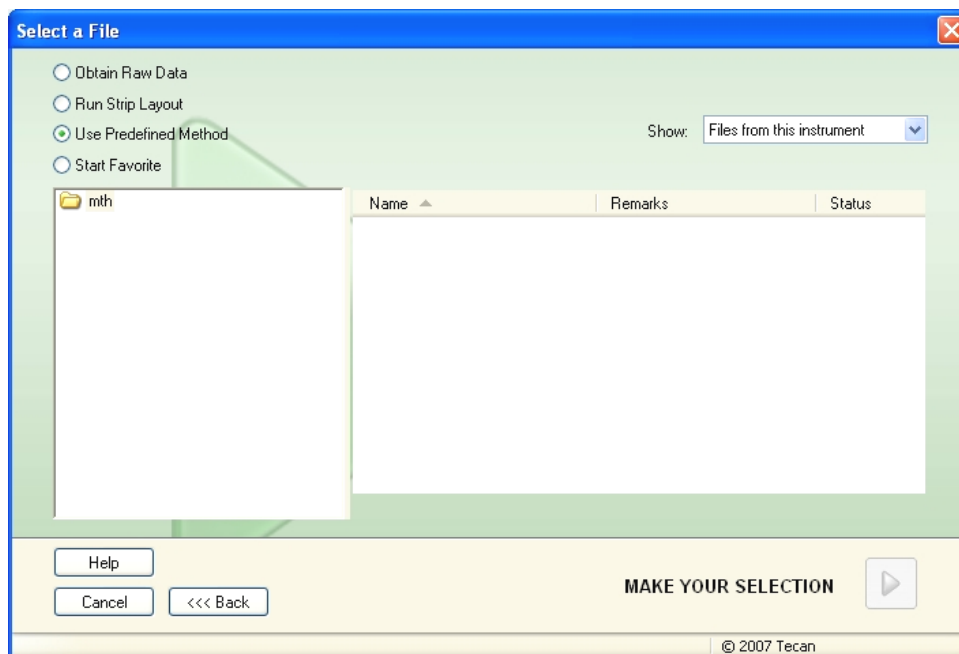 Select a File
Obtain Raw Data
Run Strip Layout
Use Predefined Method
Show: Files from this instrument
Start Favorite
mth
Name Remarks Status
Help
Cancel <<< Back
MAKE YOUR SELECTION
© 2007 Tecan